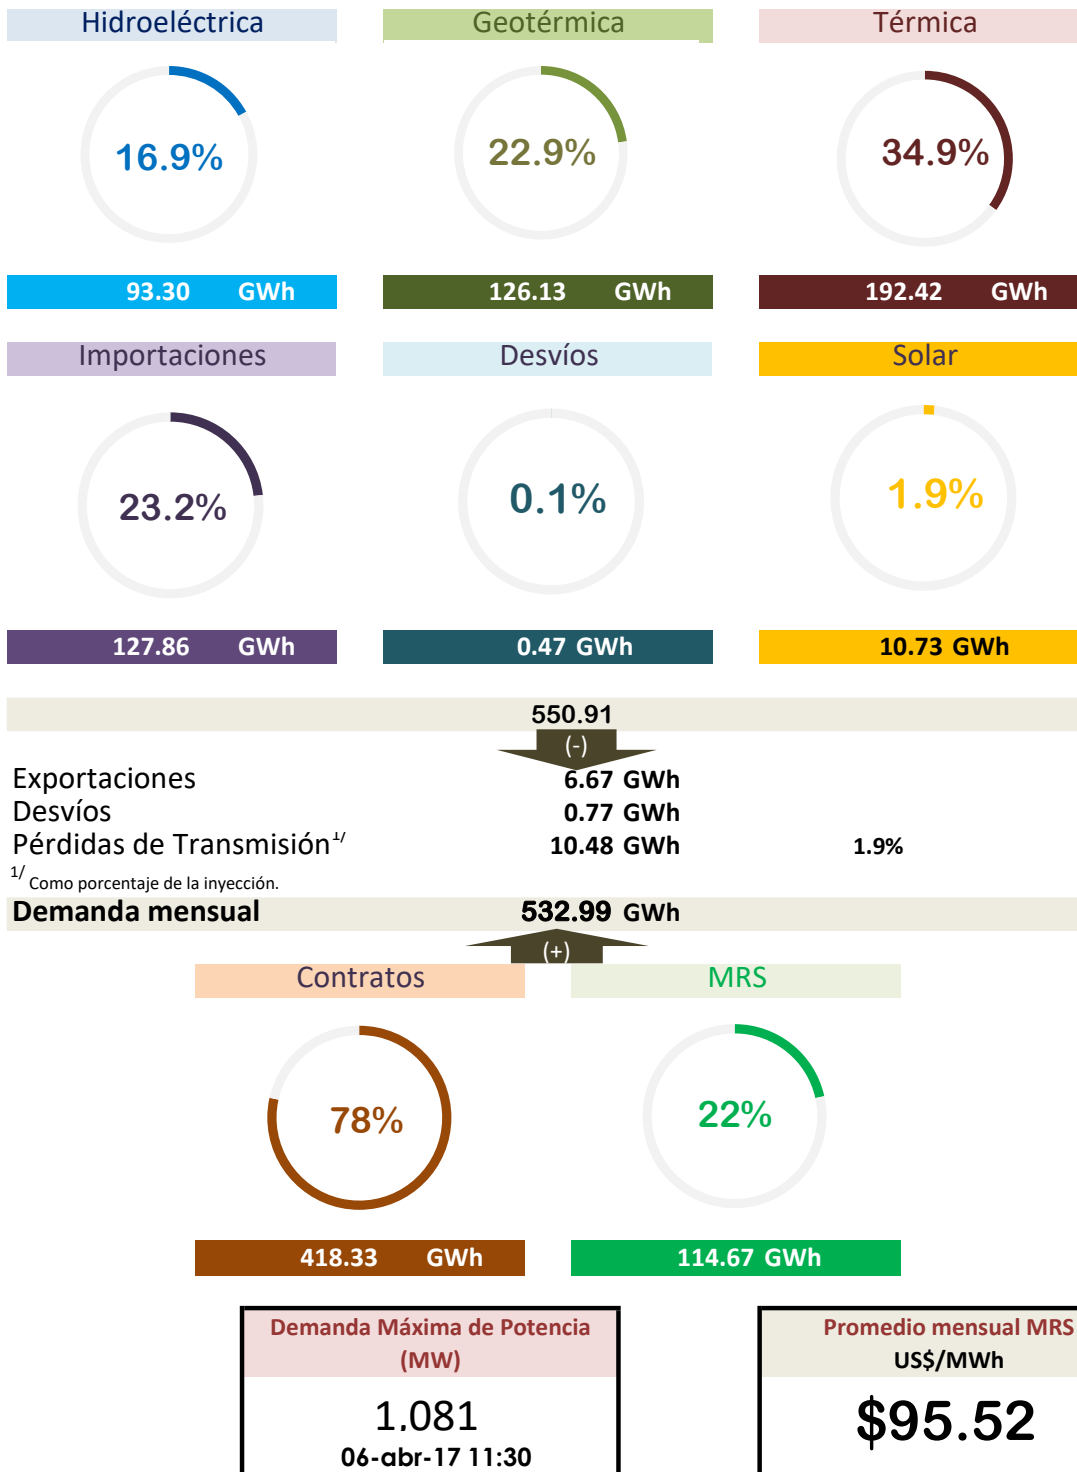 Hidroeléctrica Geotérmica Térmica
16.9% 22.9% 34.9%
93.30 GWh 126.13 GWh 192.42 GWh
Importaciones Desvíos Solar
23.2% 0.1% 1.9%
127.86 GWh 0.47 GWh 10.73 GWh
550.91
(-)
Exportaciones 6.67 GWh
Desvíos 0.77 GWh
Pérdidas de Transmisión 1/ 10.48 GWh 1.9%
1/ Como porcentaje de la inyección.
Demanda mensual 532.99 GWh
(+)
Contratos MRS
78% 22%
418.33 GWh 114.67 GWh
Demanda Máxima de Potencia Promedio mensual MRS
(MW) US$/MWh
1,081 $95.52
06-abr-17 11:30